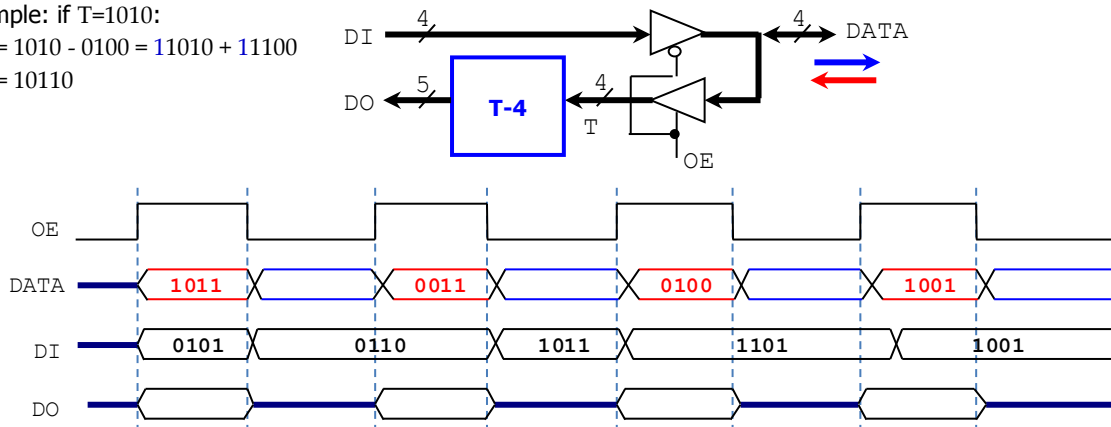 mple: if T=1010:
= 1010 - 0100 = 11010 + 11100
= 10110
DI 4 4 DATA
DO 5 T-4 4
T
OE
OE
DATA 1011 0011 0100 1001
DI 0101 0110 1011 1101 1001
DO